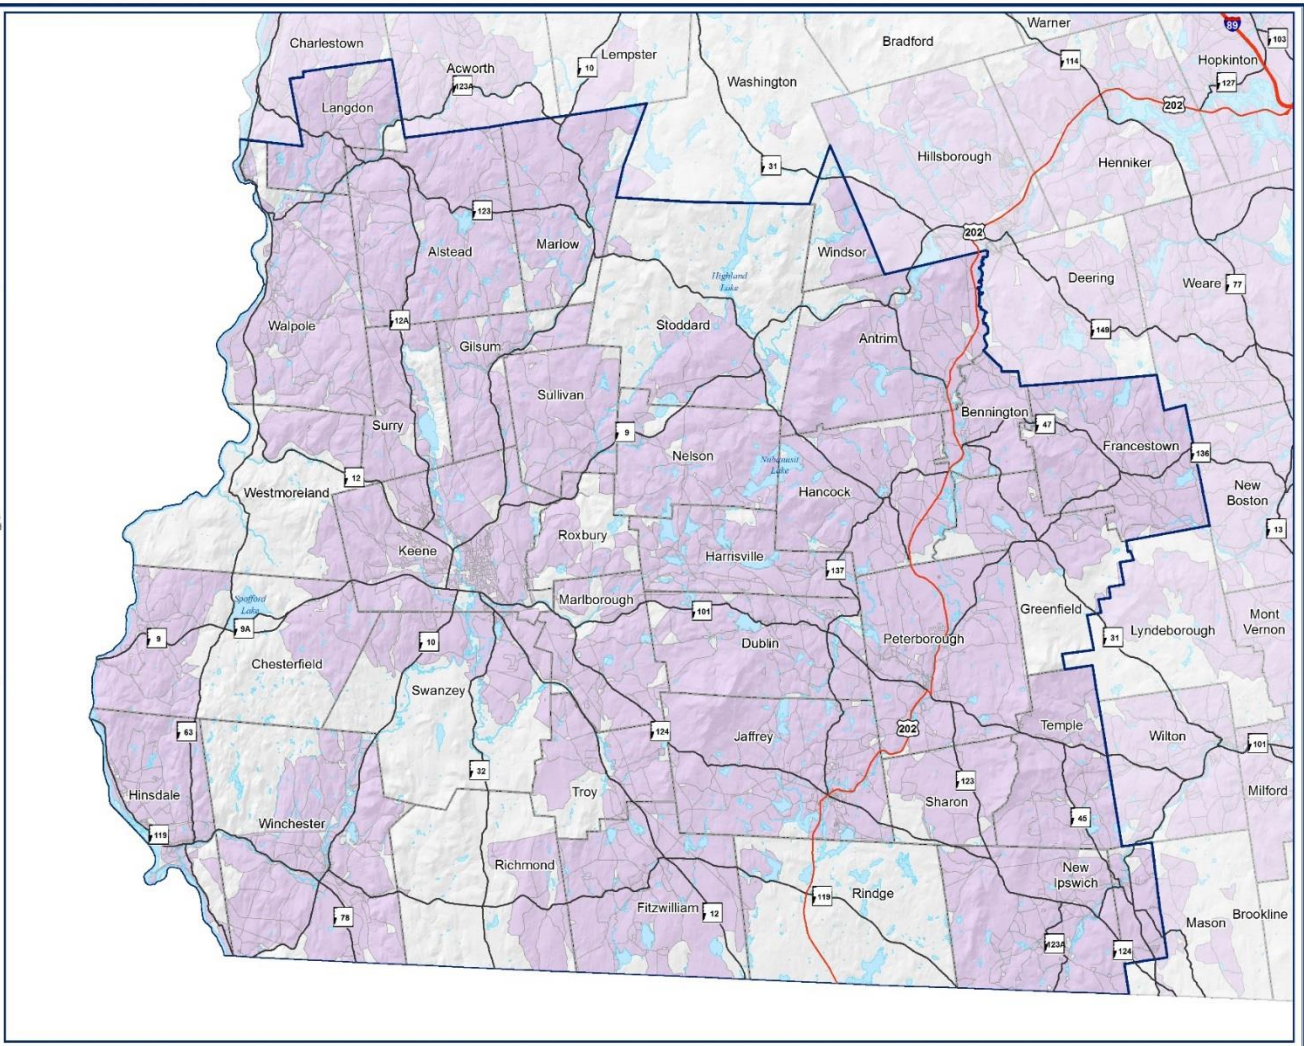 Warner
89
103
Charlestown
Bradford
Lempster
114
Hopkinton
Acworth
10
Washington
127
123A
202
Langdon
Hillsborough
Henniker
31
123
202
Alstead
Marlow
Windsor
Highland
Lake
Deering
Weare
77
12A
Walpole
Stoddard
149
Antrim
Gilsum
Sullivan
Bennington
Surry
9
47
Francestown
136
Nelson
Nubanusit
Lake
12
Westmoreland
Hancock
New
Boston
13
Roxbury
Keene
Harrisville
137
Spofford
Lake
Marlborough
101
Greenfield
Mont
Vernon
9
9A
10
Dublin
Peterborough
31
Lyndeborough
Chesterfield
Swanzey
63
124
Jaffrey
202
Temple
Wilton
101
32
123
Hinsdale
Troy
Sharon
Milford
45
Winchester
119
Richmond
New
Ipswich
119
Rindge
78
Fitzwilliam
12
Mason
Brookline
123A
124